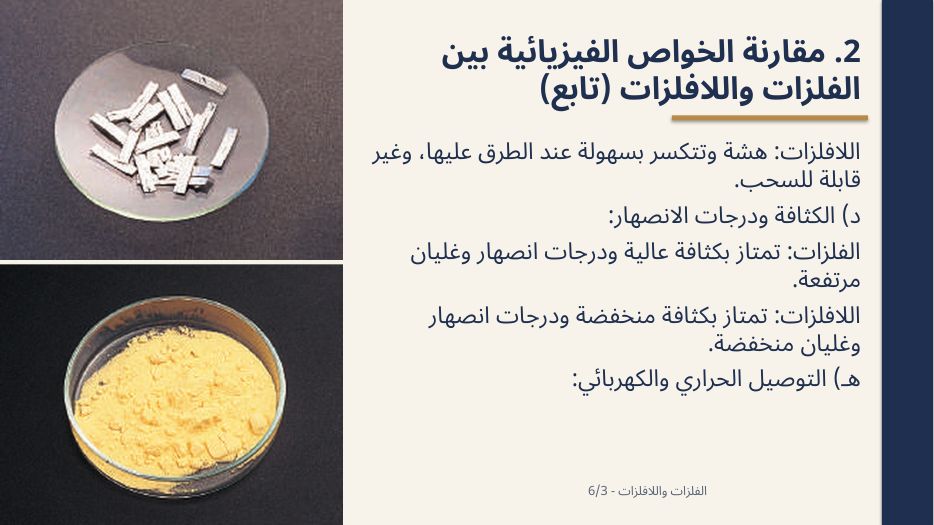 2. مقارنة الخواص الفيزيائية بين
الفلزات واللافلزات (تابع)
اللافلزات: هشة وتتكسر بسهولة عند الطرق عليها، وغير
قابلة للسحب.
د) الكثافة ودرجات الانصهار:
الفلزات: تمتاز بكثافة عالية ودرجات انصهار وغليان
مرتفعة.
اللافلزات: تمتاز بكثافة منخفضة ودرجات انصهار
وغليان منخفضة.
هـ) التوصيل الحراري والكهربائي:
الفلزات واللافلزات - 6/3